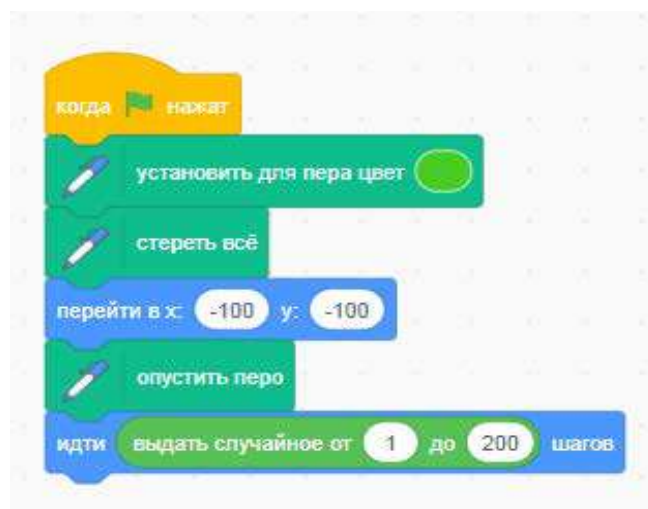 когда нажат
установить для пера цвет
стереть всё
перейти в x: -100 y: -100
опустить перо
идти выдать случайное от 1 до 200 шагов